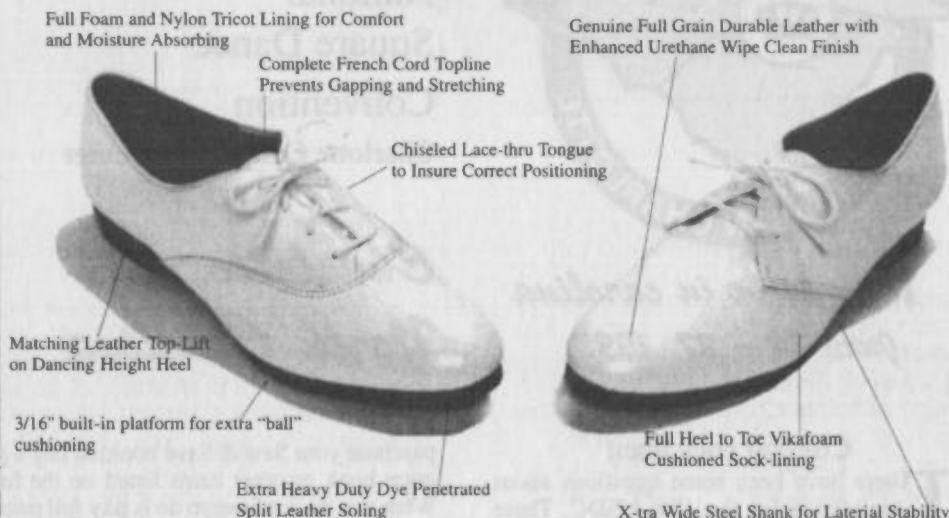 Full Foam and Nylon Tricot Lining for Comfort
and Moisture Absorbing
Genuine Full Grain Durable Leather with
Enhanced Urethane Wipe Clean Finish
Complete French Cord Topline
Prevents Gapping and Stretching
Chiseled Lace-thru Tongue
to Insure Correct Positioning
Matching Leather Top-Lift
on Dancing Height Heel
3/16" built-in platform for extra "ball"
cushioning
Full Heel to Toe Vikafoam
Cushioned Sock-lining
Extra Heavy Duty Dye Penetrated
Split Leather Soling
X-tra Wide Steel Shank for Laterial Stability